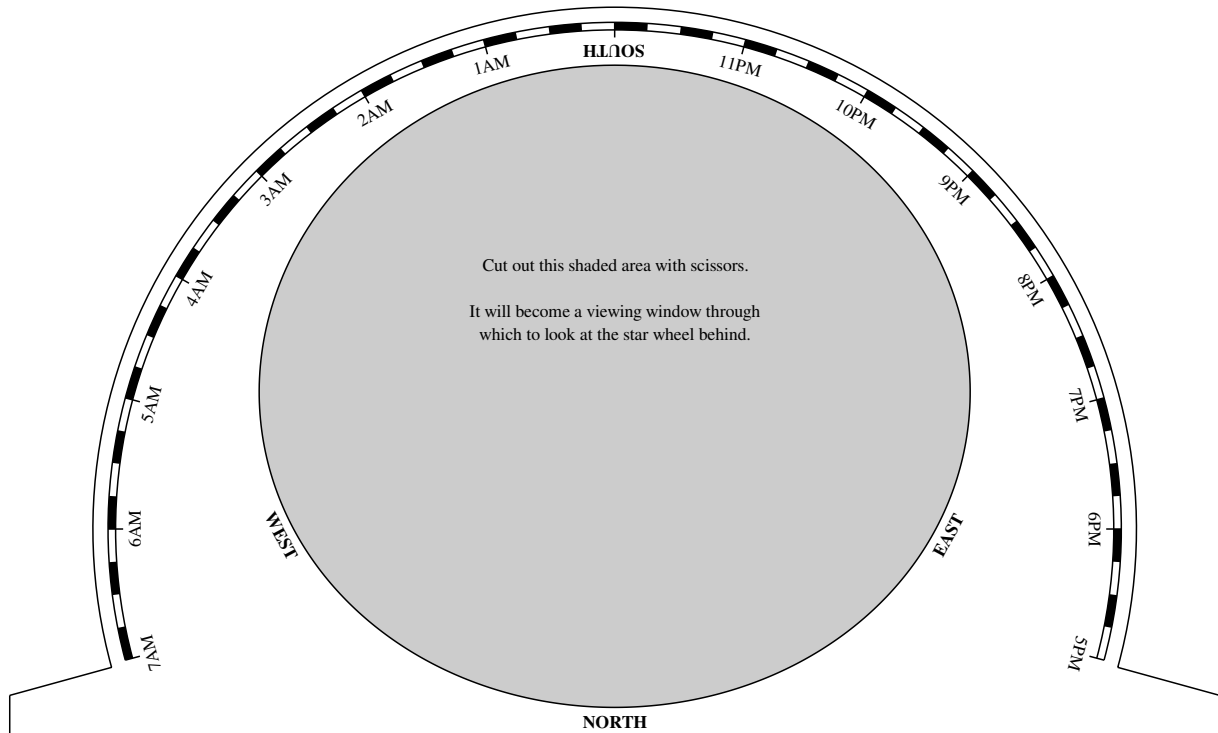 SOUTH
1AM
11PM
2AM
10PM
3AM
9PM
4AM
8PM
5AM
7PM
6AM
6PM
7AM
5PM
Cut out this shaded area with scissors.
It will become a viewing window through
which to look at the star wheel behind.
WEST
EAST
NORTH